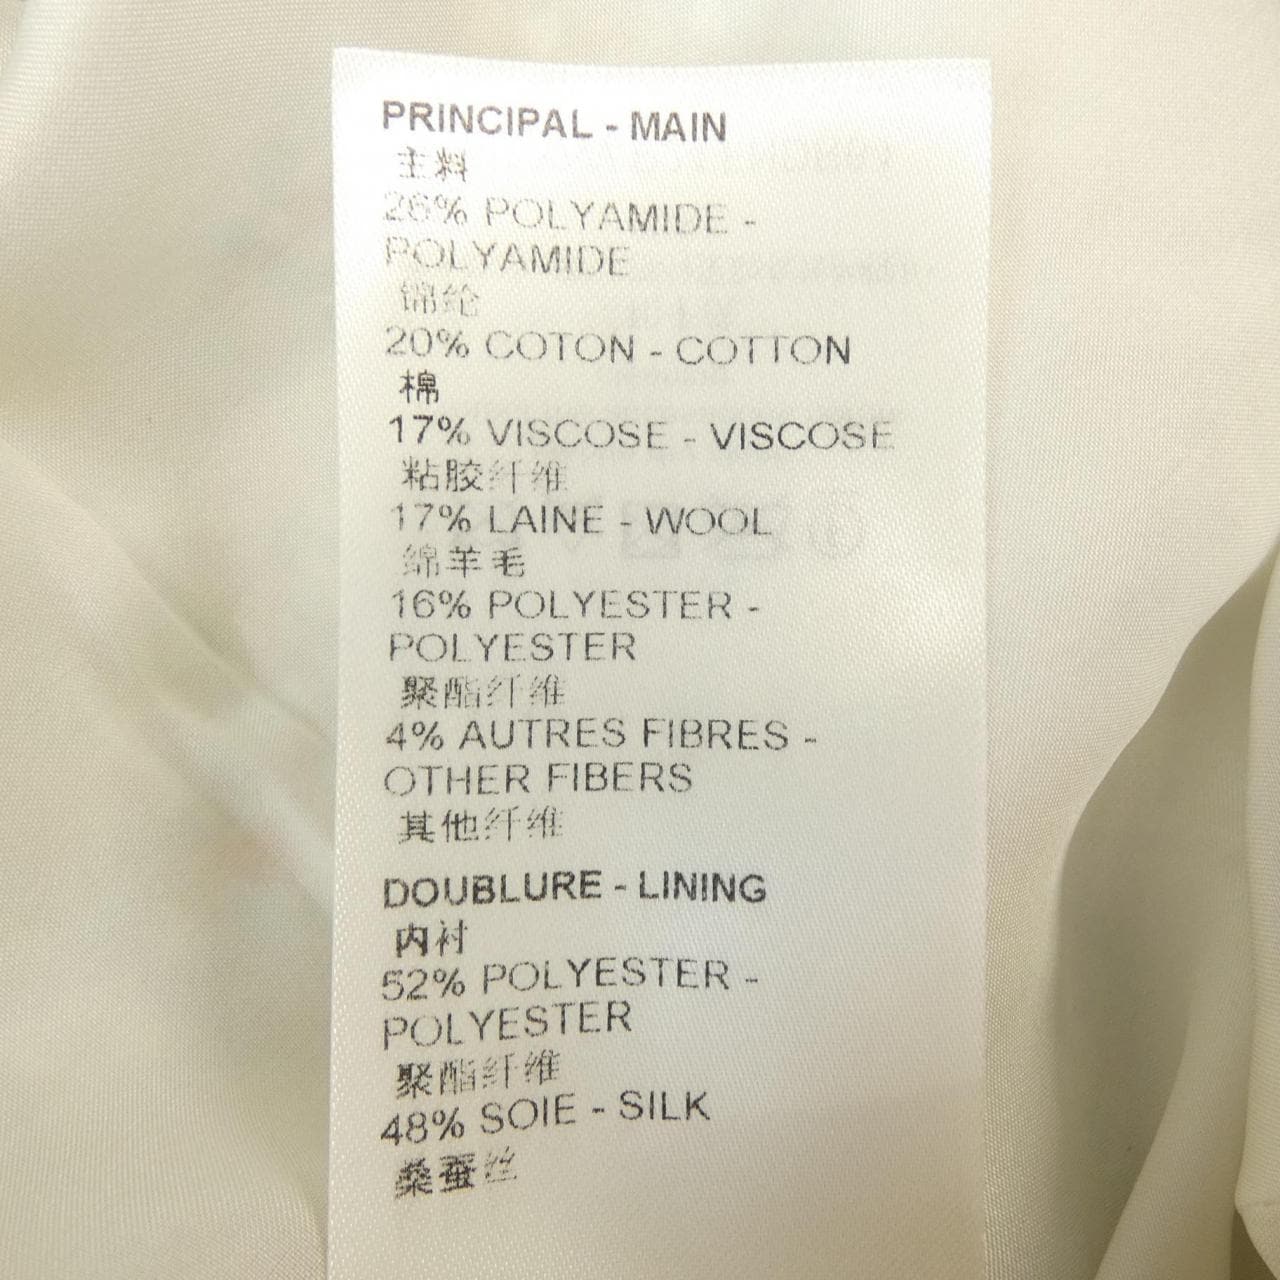 PRINCIPAL - MAIN
主料
26% POLYAMIDE -
POLYAMIDE
锦纶
20% COTON - COTTON
棉
17% VISCOSE - VISCOSE
粘胶纤维
17% LAINE - WOOL
绵羊毛
16% POLYESTER -
POLYESTER
聚酯纤维
4% AUTRES FIBRES -
OTHER FIBERS
其他纤维
DOUBLURE - LINING
内衬
52% POLYESTER -
POLYESTER
聚酯纤维
48% SOIE - SILK
桑蚕丝